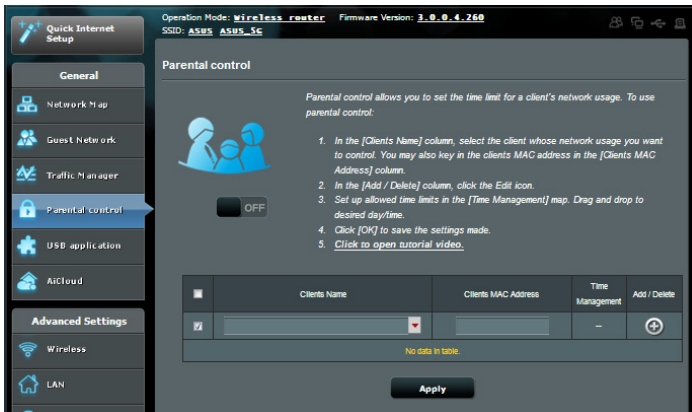 Quick Internet
Setup
Operation Mode: Wireless router Firmware Version: 3.0.0.4.260
SSID: ASUS ASUS_5G
General
Network Map
Guest Network
Traffic Manager
Parental control
USB application
AiCloud
Advanced Settings
Wireless
LAN
Parental control
OFF
Parental control allows you to set the time limit for a client's network usage. To use
parental control:
1. In the [Clients Name] column, select the client whose network usage you want
to control. You may also key in the clients MAC address in the [Clients MAC
Address] column.
2. In the [Add / Delete] column, click the Edit icon.
3. Set up allowed time limits in the [Time Management] map. Drag and drop to
desired day/time.
4. Click [OK] to save the settings made.
5. Click to open tutorial video.
Clients Name Clients MAC Address Time Management Add / Delete
–
No data in table.
Apply